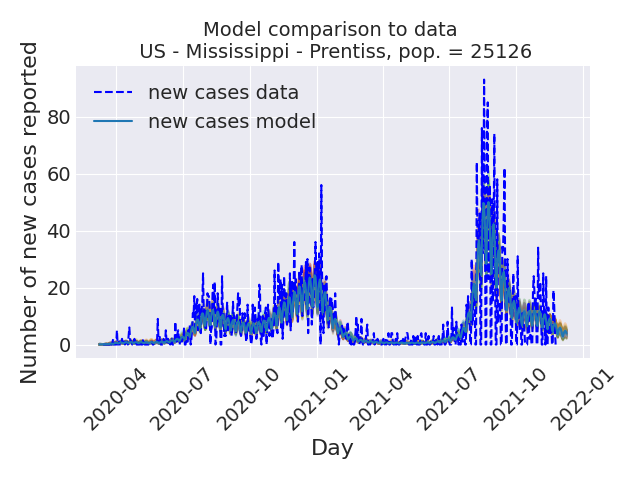 Model comparison to data
US - Mississippi - Prentiss, pop. = 25126
new cases data
new cases model
Number of new cases reported
80
60
40
20
0
2020-04
2020-07
2020-10
2021-01
2021-04
2021-07
2021-10
2022-01
Day